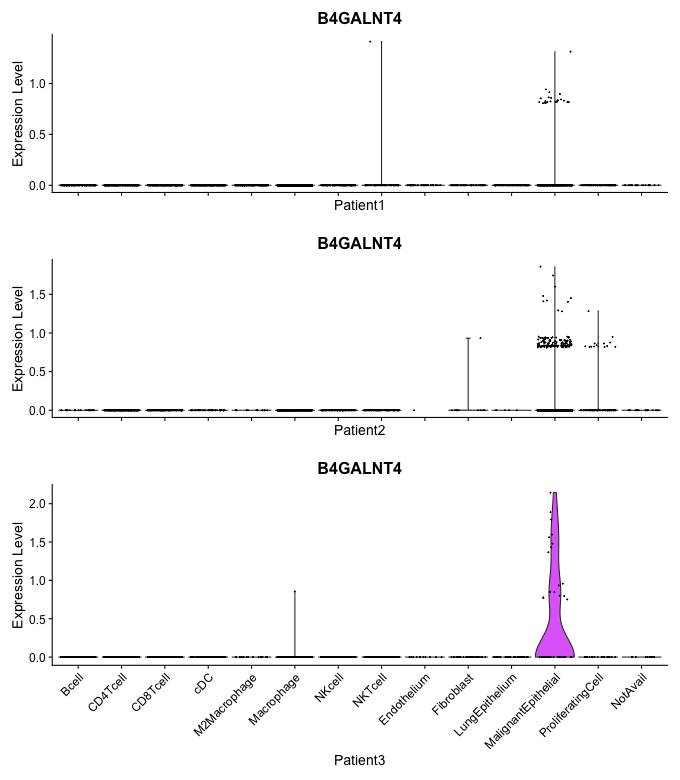 B4GALNT4
Expression Level
1.0
0.5
0.0
Patient1
B4GALNT4
Expression Level
1.5
1.0
0.5
0.0
Patient2
B4GALNT4
Expression Level
2.0
1.5
1.0
0.5
0.0
Bcell
CD4Tcell
CD8Tcell
cDC
M2Macrophage
Macrophage
NKcell
NKTcell
Endothelium
Fibroblast
LungEpithelium
MalignantEpithelial
ProliferatingCell
NotAvail
Patient3